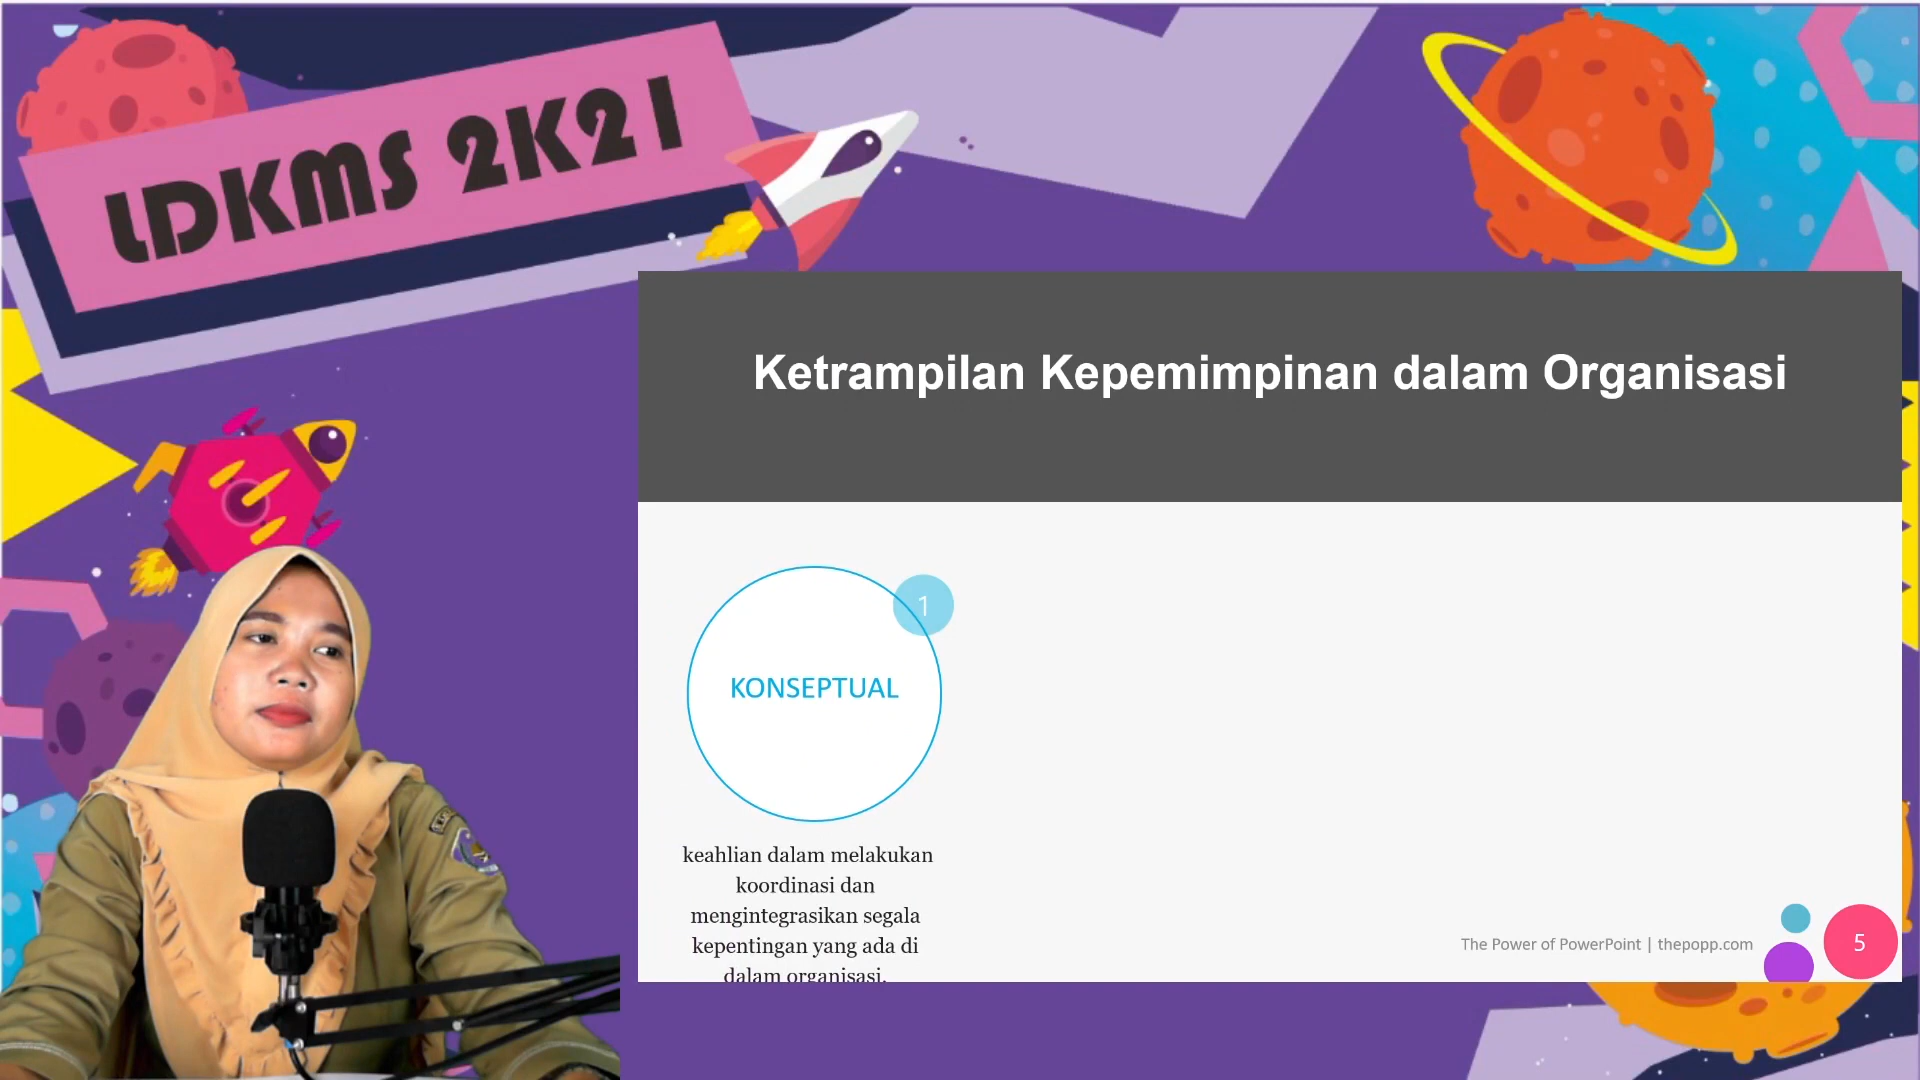 LDKMS 2K21
Ketrampilan Kepemimpinan dalam Organisasi
1
KONSEPTUAL
keahlian dalam melakukan
koordinasi dan
mengintegrasikan segala
kepentingan yang ada di
dalam organisasi.
The Power of PowerPoint | thepopp.com
5